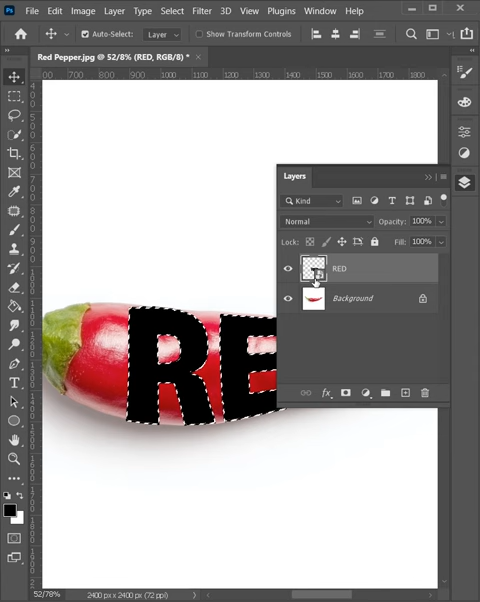 Ps File Edit Image Layer Type Select Filter 3D View Plugins Window Help
Auto-Select: Layer Show Transform Controls
Red Pepper.jpg @ 52/8% (RED, RGB/8) *
700 800 900 1000 1100 1200 1300 1400 1500 1600 1700 1800
Layers
Kind
Normal Opacity: 100%
Lock: Fill: 100%
RED
Background
RE
52/78% 2400 px x 2400 px (72 ppi)